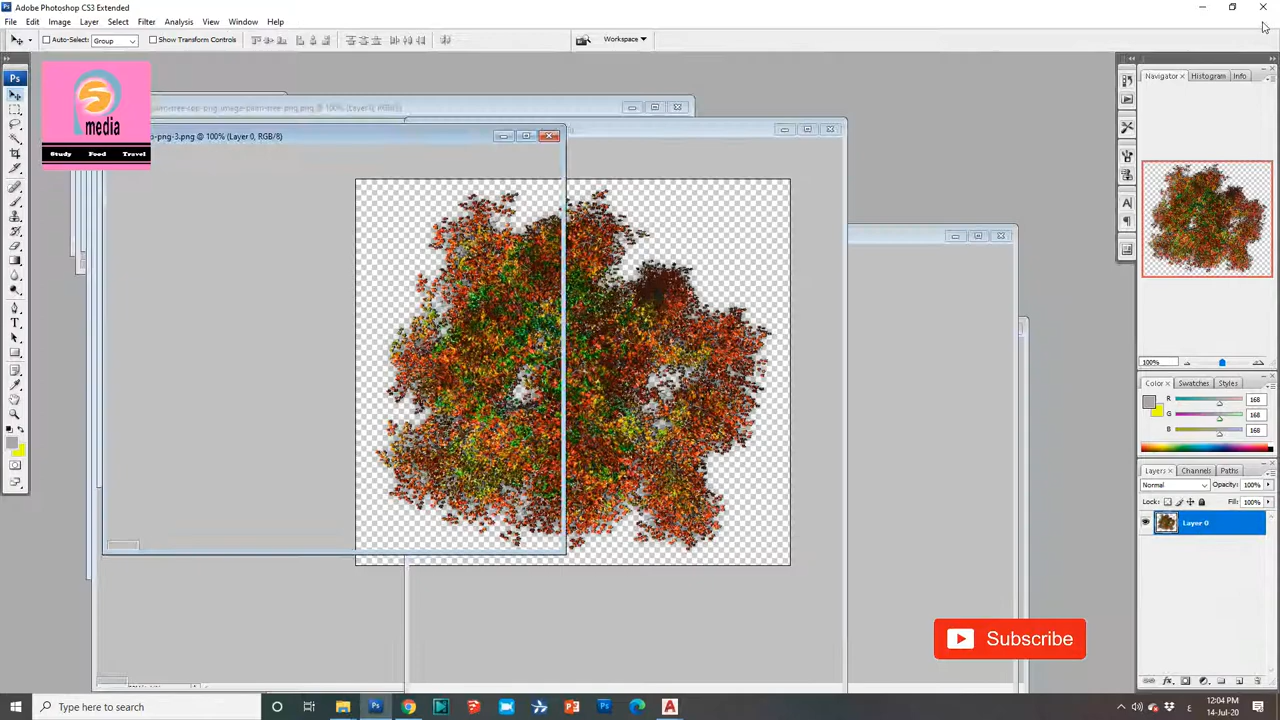 Adobe Photoshop CS3 Extended
File Edit Image Layer Select Filter Analysis View Window Help
Auto-Select: Group Show Transform Controls Workspace
Ps
S
media
Study Food Travel
png-3.png @ 100% (Layer 0, RGB/8)
Navigator × Histogram Info
100%
Color × Swatches Styles
R 168
G 168
B 168
Layers × Channels Paths
Normal Opacity: 100%
Lock: Fill: 100%
Layer 0
Subscribe
Type here to search
12:04 PM
14-Jul-20